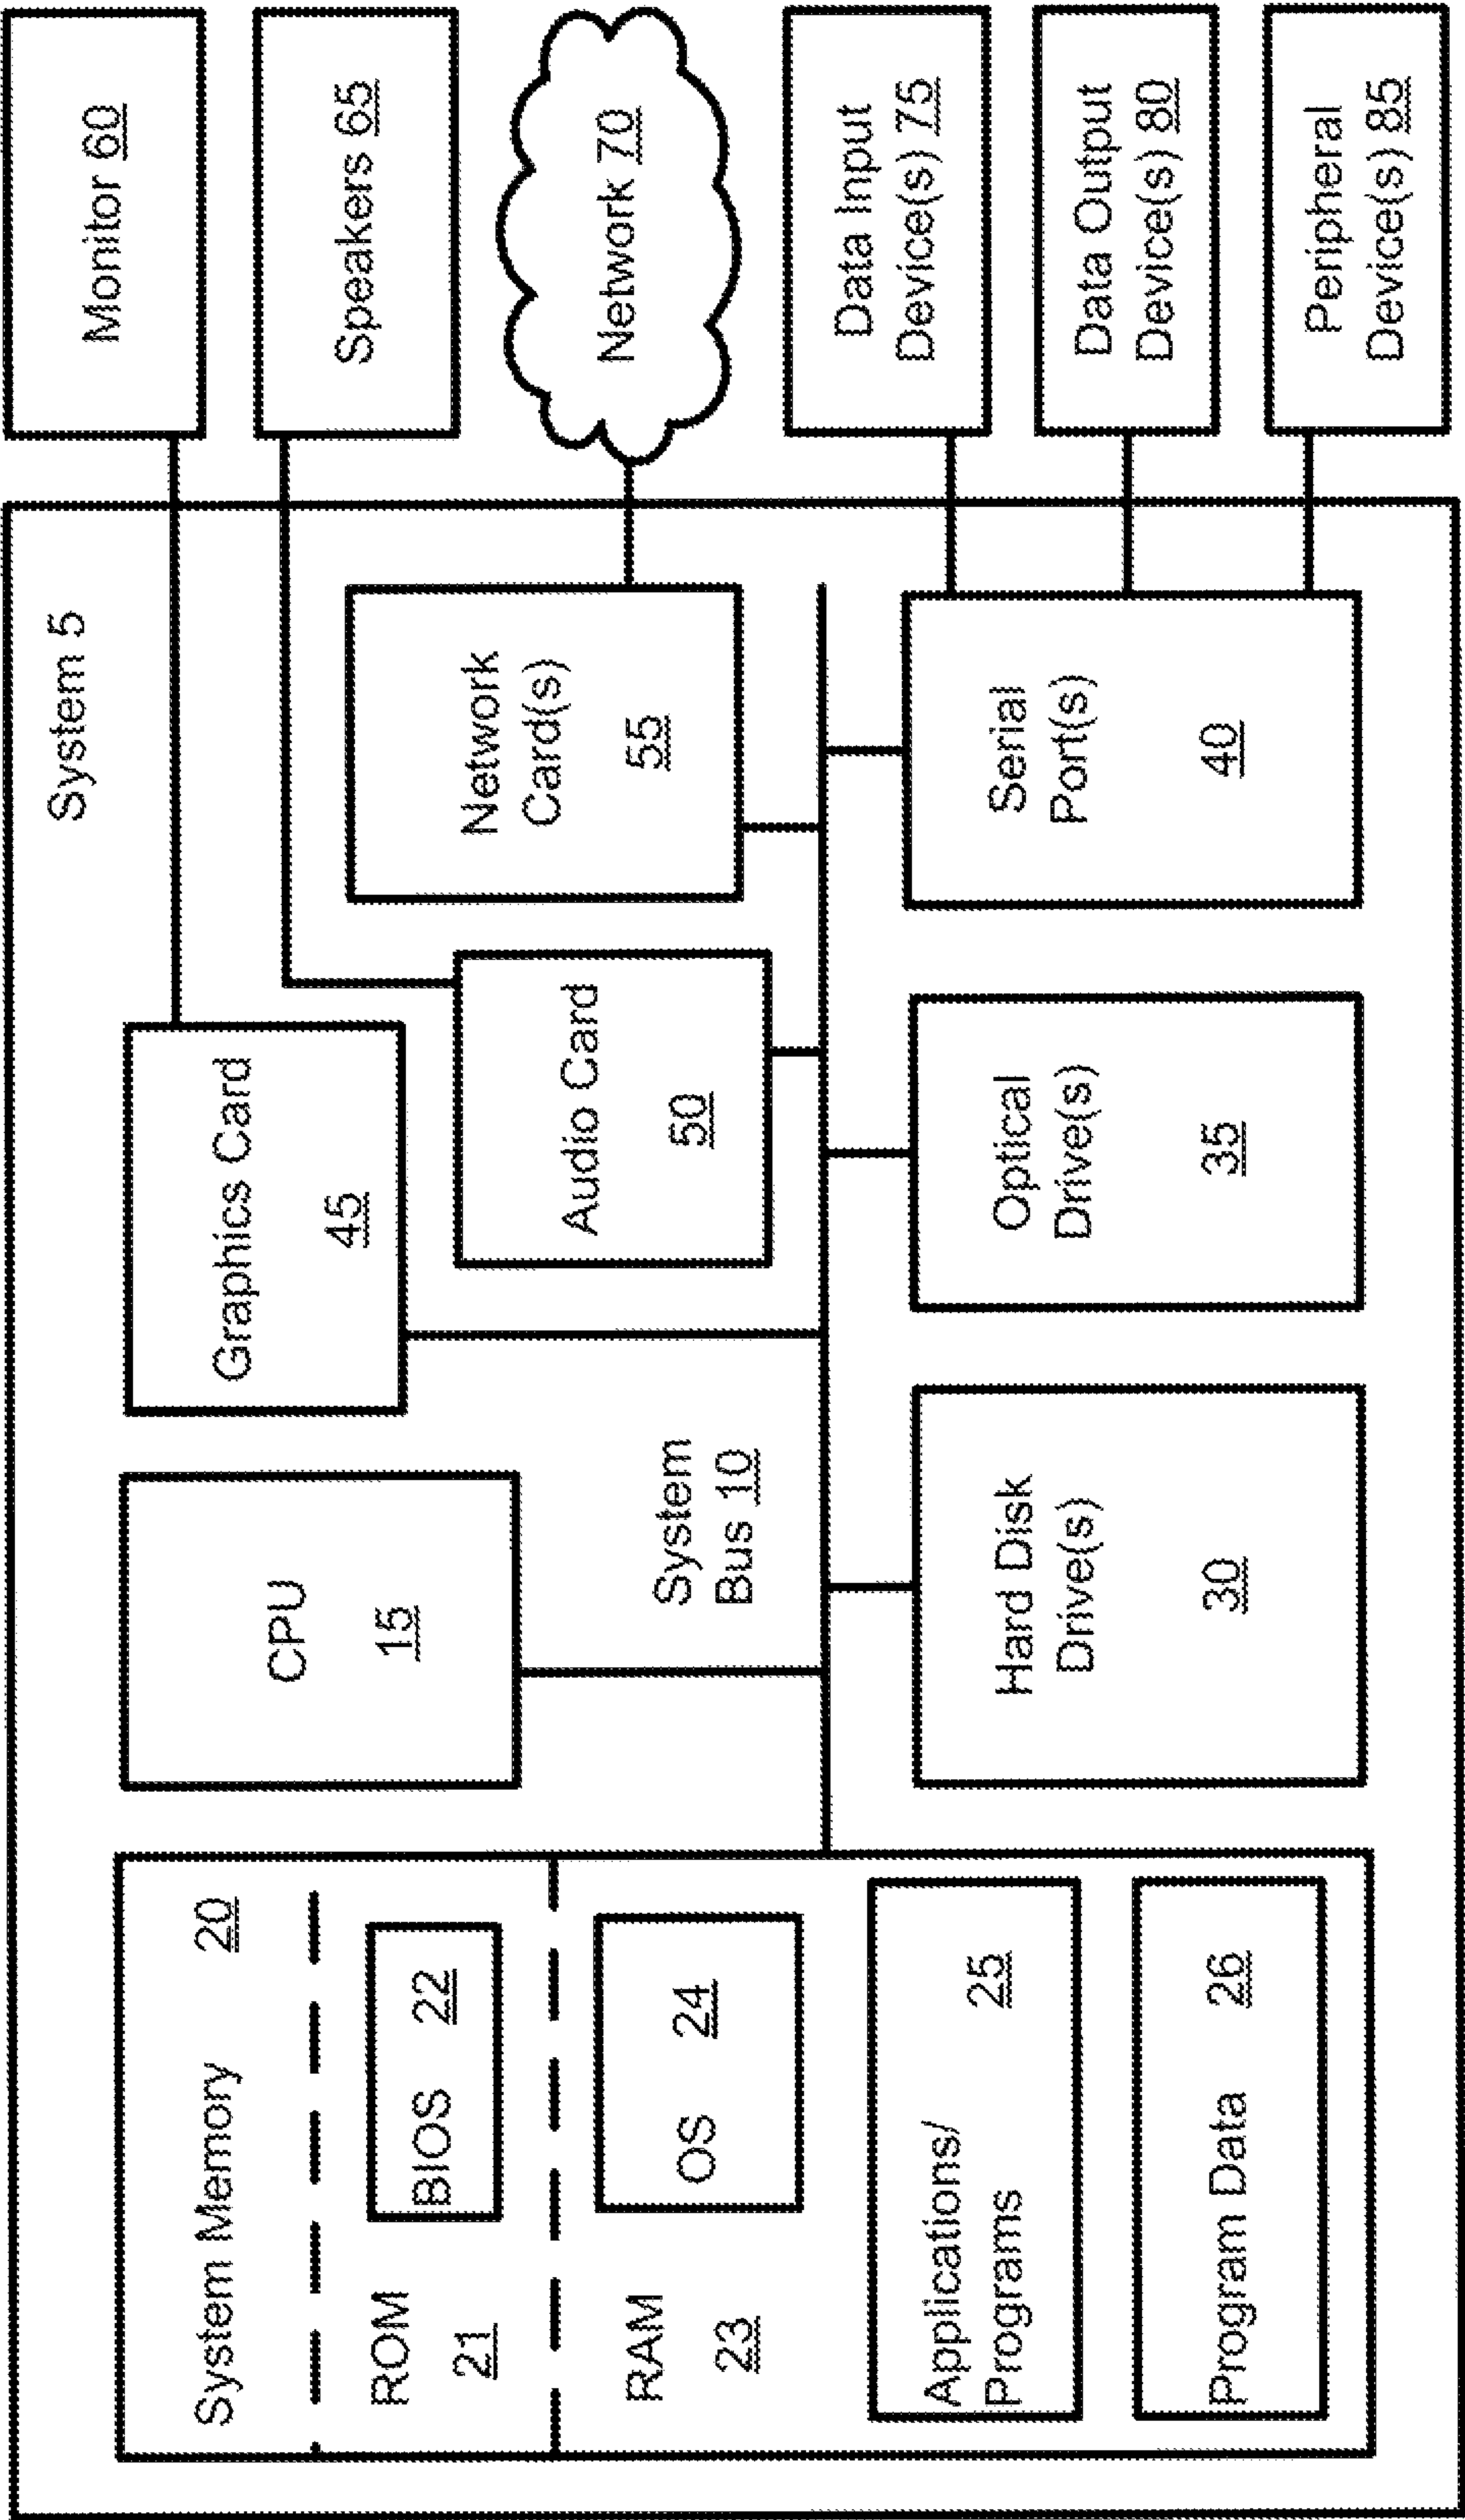 System 5
System Memory 20
ROM
21
BIOS 22
RAM
23
OS 24
Applications/
Programs
25
Program Data 26
CPU
15
System
Bus 10
Graphics Card
45
Audio Card
50
Network
Card(s)
55
Hard Disk
Drive(s)
30
Optical
Drive(s)
35
Serial
Port(s)
40
Monitor 60
Speakers 65
Network 70
Data Input
Device(s) 75
Data Output
Device(s) 80
Peripheral
Device(s) 85